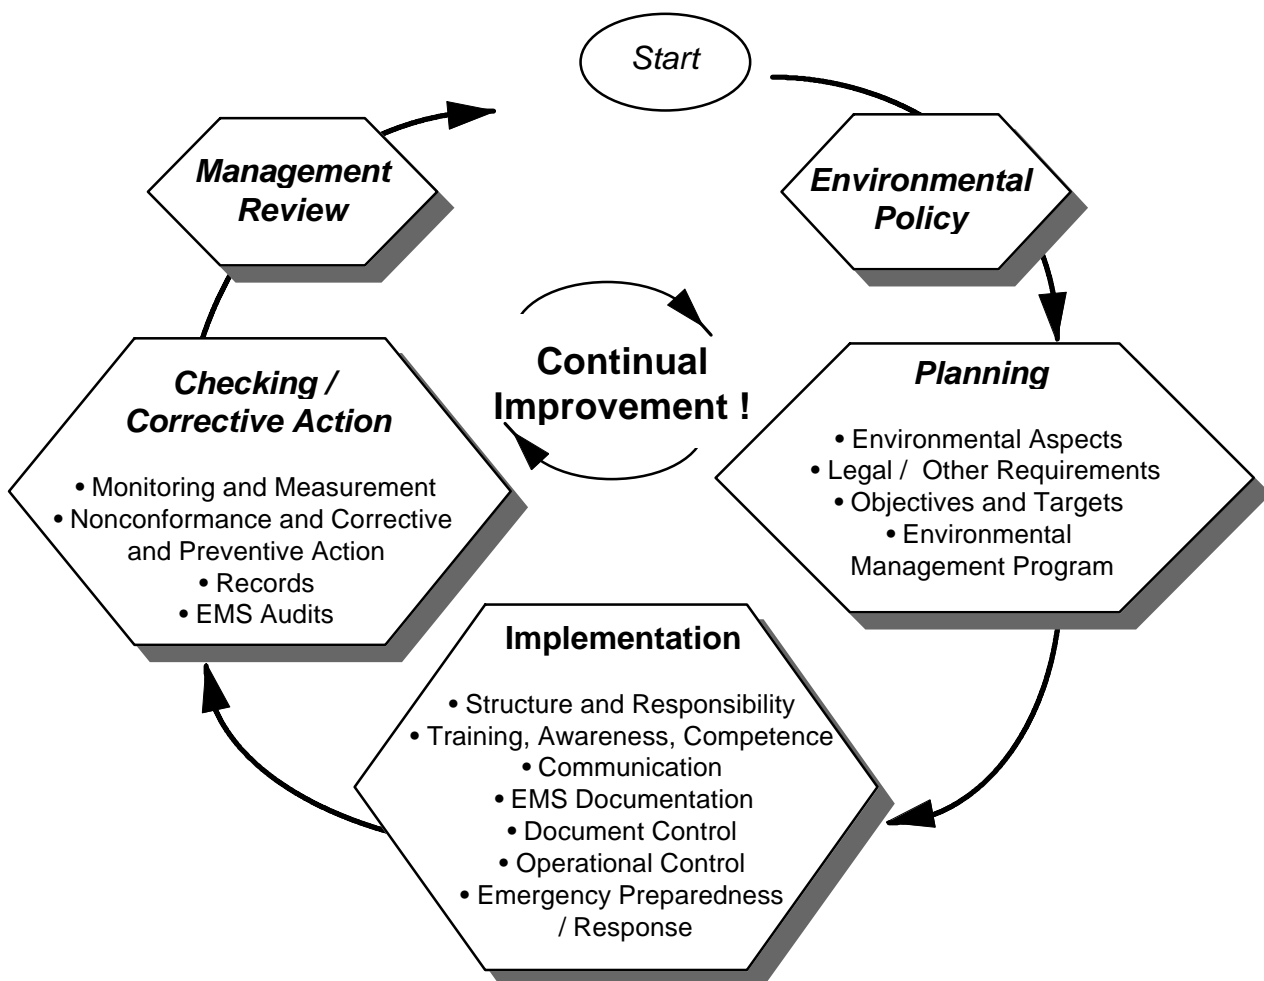 Start
Environmental
Policy
Planning
• Environmental Aspects
• Legal /  Other Requirements
• Objectives and Targets
• Environmental
Management Program
Implementation
• Structure and Responsibility
• Training, Awareness, Competence
• Communication
• EMS Documentation
• Document Control
• Operational Control
• Emergency Preparedness
/ Response
Checking /
Corrective Action
• Monitoring and Measurement
• Nonconformance and Corrective
and Preventive Action
• Records
• EMS Audits
Management
Review
Continual
Improvement !